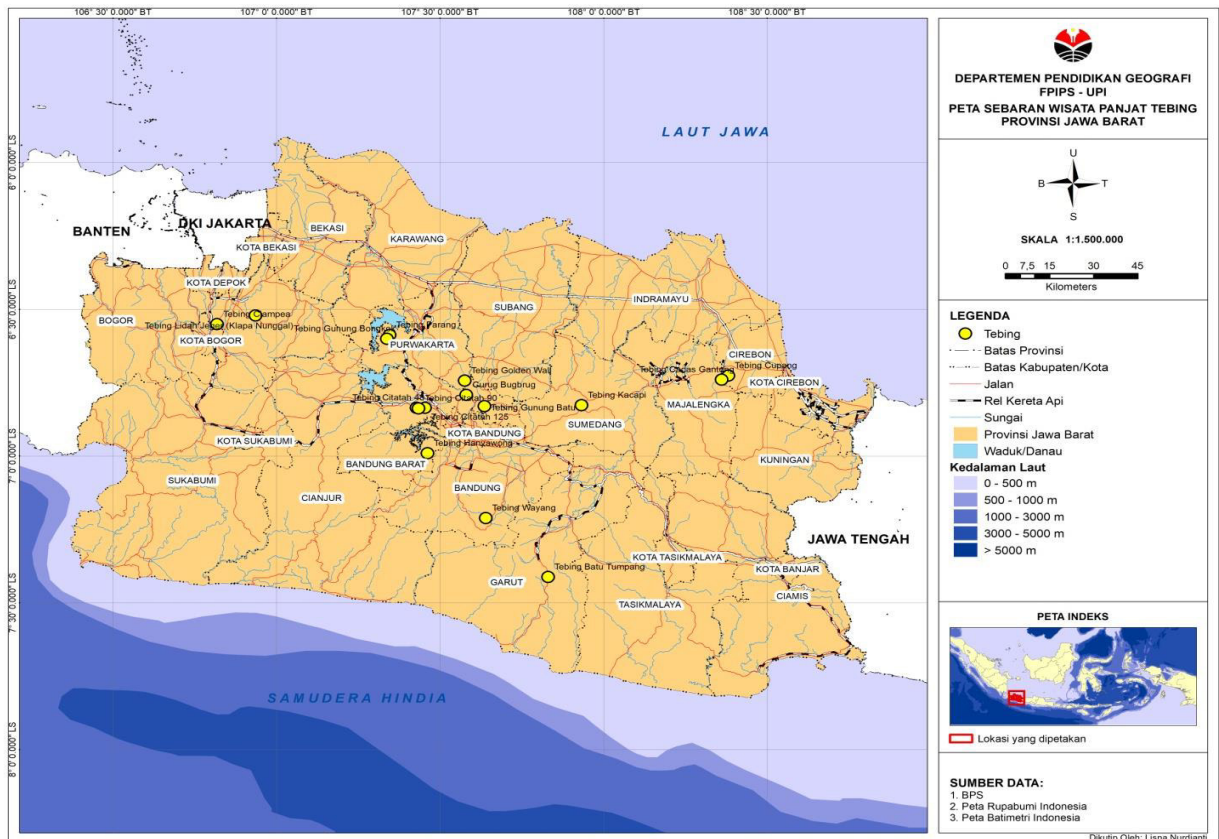 106° 30' 0.000" BT
107° 0' 0.000" BT
107° 30' 0.000" BT
108° 0' 0.000" BT
108° 30' 0.000" BT
6° 0' 0.000" LS
6° 30' 0.000" LS
7° 0' 0.000" LS
7° 30' 0.000" LS
8° 0' 0.000" LS
LAUT JAWA
BANTEN
DKI JAKARTA
KOTA BEKASI
BEKASI
KARAWANG
KOTA DEPOK
SUBANG
INDRAMAYU
BOGOR
Tebing Ciampea
Tebing Lidah Jeger (Klapa Nunggal)
KOTA BOGOR
Tebing Gunung Bongkok
Tebing Parang
PURWAKARTA
CIREBON
Tebing Golden Wall
Curug Bugbrug
Tebing Cupang
KOTA CIREBON
MAJALENGKA
Tebing Citatah 48
Tebing Citatah 90
Tebing Citatah 125
Tebing Gunung Batu
Tebing Kacapi
SUMEDANG
KOTA SUKABUMI
KOTA BANDUNG
Tebing Hanyawong
BANDUNG BARAT
KUNINGAN
SUKABUMI
CIANJUR
BANDUNG
Tebing Wayang
JAWA TENGAH
KOTA TASIKMALAYA
KOTA BANJAR
GARUT
Tebing Batu Tumpang
CIAMIS
TASIKMALAYA
SAMUDERA HINDIA
DEPARTEMEN PENDIDIKAN GEOGRAFI
FPIPS - UPI
PETA SEBARAN WISATA PANJAT TEBING
PROVINSI JAWA BARAT
U
B T
S
SKALA 1:1.500.000
0 7,5 15 30 45
Kilometers
LEGENDA
Tebing
Batas Provinsi
Batas Kabupaten/Kota
Jalan
Rel Kereta Api
Sungai
Provinsi Jawa Barat
Waduk/Danau
Kedalaman Laut
0 - 500 m
500 - 1000 m
1000 - 3000 m
3000 - 5000 m
> 5000 m
PETA INDEKS
Lokasi yang dipetakan
SUMBER DATA:
1. BPS
2. Peta Rupabumi Indonesia
3. Peta Batimetri Indonesia
Dikutip Oleh: Lisna Nurdianti